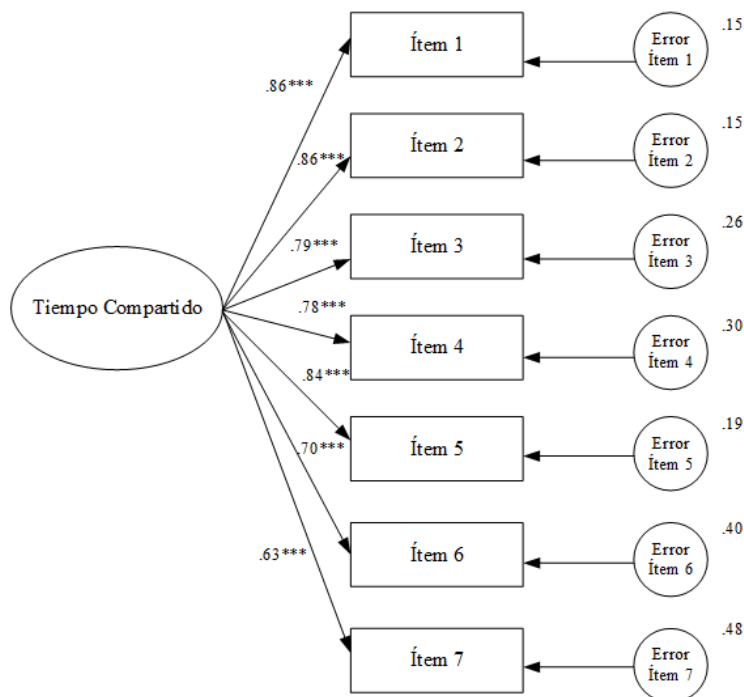 Ítem 1
Error
Ítem 1
.15
.86***
Ítem 2
Error
Ítem 2
.15
.86***
Ítem 3
Error
Ítem 3
.26
.79***
Tiempo Compartido
Ítem 4
Error
Ítem 4
.30
.78***
Ítem 5
Error
Ítem 5
.19
.84***
Ítem 6
Error
Ítem 6
.40
.70***
Ítem 7
Error
Ítem 7
.48
.63***